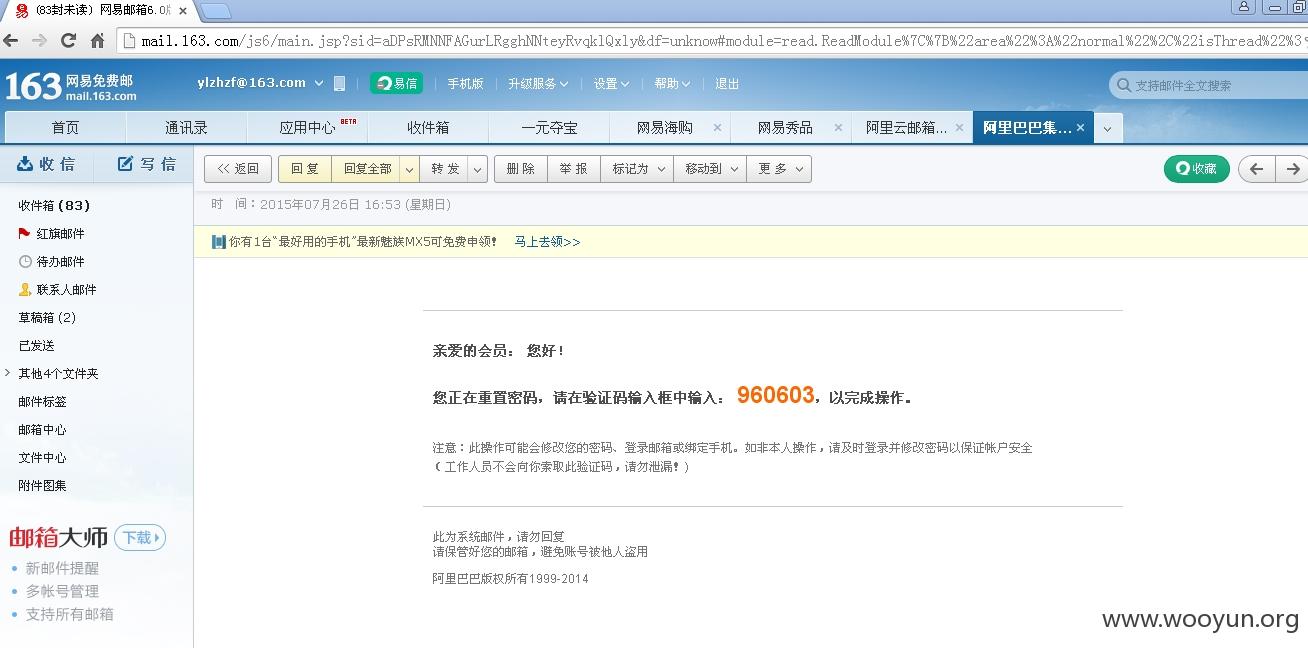 (83封未读) 网易邮箱6.0版
mail.163.com/js6/main.jsp?sid=aDPsRMNNFAGurLRgghNNteyRvqklQxly&df=unknow#module=read.ReadModule%7C%7B%22area%22%3A%22normal%22%2C%22isThread%22%3
163 网易免费邮 mail.163.com ylzhzf@163.com 易信 手机版 升级服务 设置 帮助 退出 支持邮件全文搜索
首页 通讯录 应用中心 BETA 收件箱 一元夺宝 网易海购 网易秀品 阿里云邮箱... 阿里巴巴集...
收信 写信 << 返回 回复 回复全部 转发 删除 举报 标记为 移动到 更多 收藏
收件箱 (83)
红旗邮件
待办邮件
联系人邮件
草稿箱 (2)
已发送
其他4个文件夹
邮件标签
邮箱中心
文件中心
附件图集
邮箱大师 下载
新邮件提醒
多帐号管理
支持所有邮箱
时 间：2015年07月26日 16:53 (星期日)
你有1台“最好用的手机”最新魅族MX5可免费申领！ 马上去领>>
亲爱的会员： 您好！
您正在重置密码，请在验证码输入框中输入： 960603，以完成操作。
注意：此操作可能会修改您的密码、登录邮箱或绑定手机。如非本人操作，请及时登录并修改密码以保证帐户安全
（工作人员不会向你索取此验证码，请勿泄漏！)
此为系统邮件，请勿回复
请保管好您的邮箱，避免账号被他人盗用
阿里巴巴版权所有1999-2014
www.wooyun.org